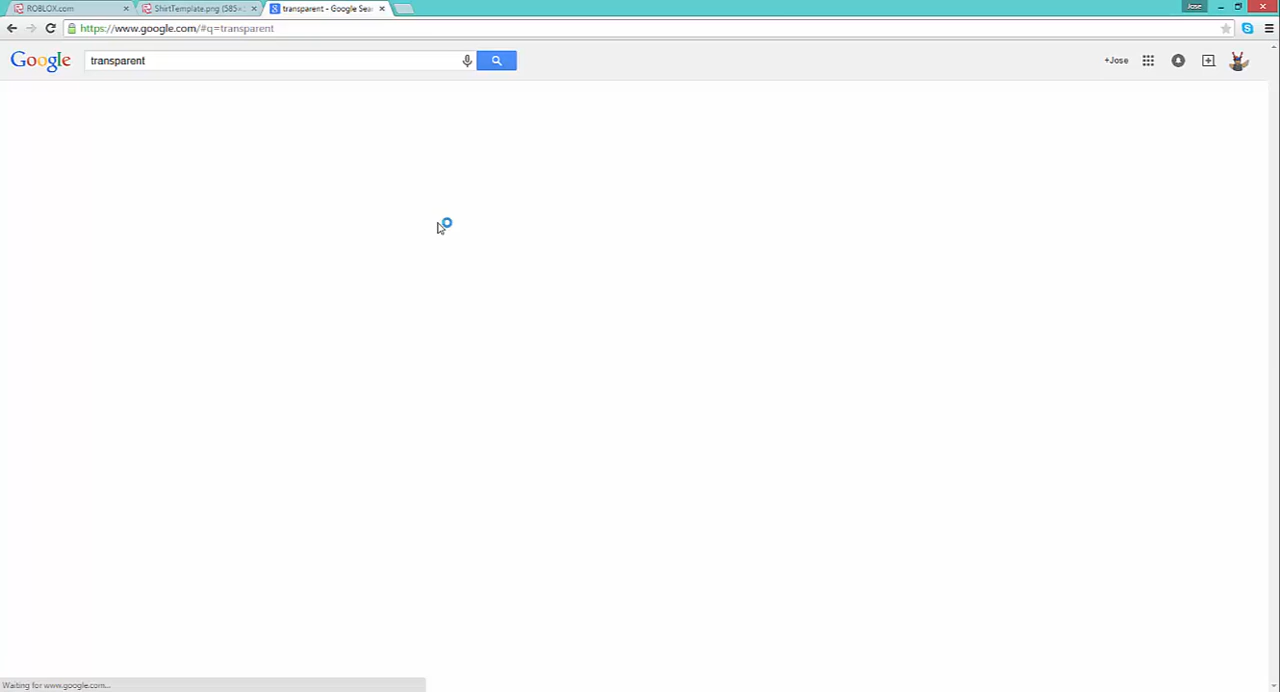 ROBLOX.com
ShirtTemplate.png (585×
transparent - Google Sea
Jose
https://www.google.com/#q=transparent
Google
transparent
+Jose
Waiting for www.google.com...